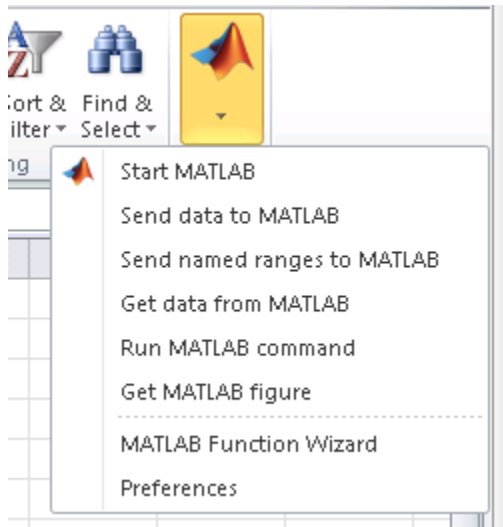 A
Z
Sort & Find &
ilter Select
ng
Start MATLAB
Send data to MATLAB
Send named ranges to MATLAB
Get data from MATLAB
Run MATLAB command
Get MATLAB figure
MATLAB Function Wizard
Preferences